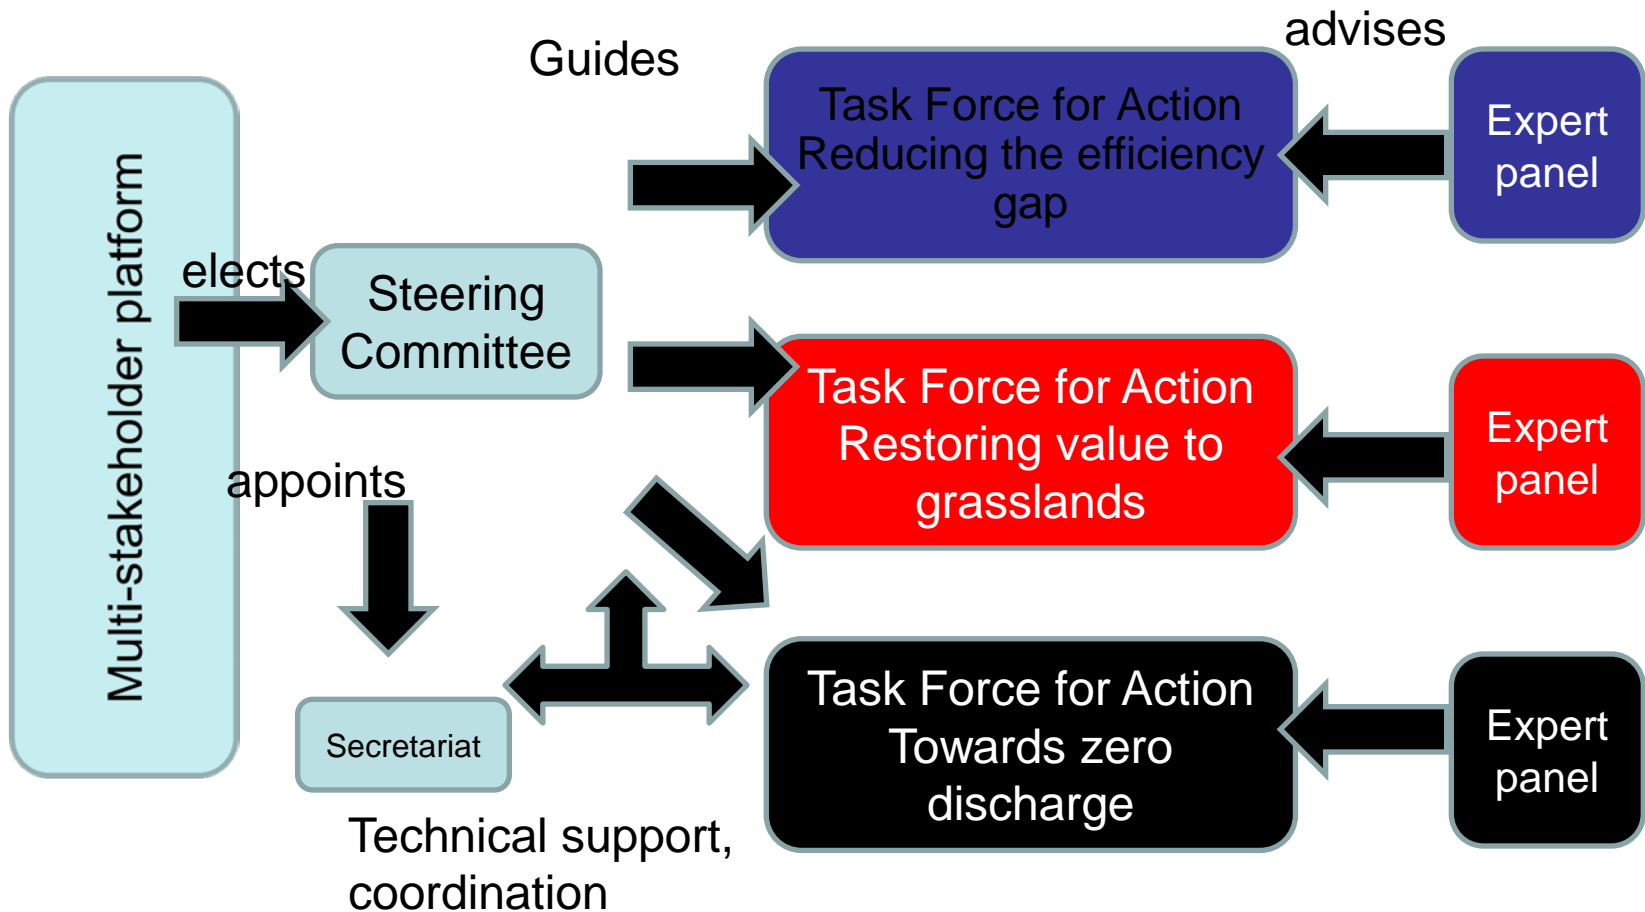 Multi-stakeholder platform
elects
Steering
Committee
appoints
Secretariat
Technical support,
coordination
Guides
Task Force for Action
Reducing the efficiency
gap
Task Force for Action
Restoring value to
grasslands
Task Force for Action
Towards zero
discharge
advises
Expert
panel
Expert
panel
Expert
panel